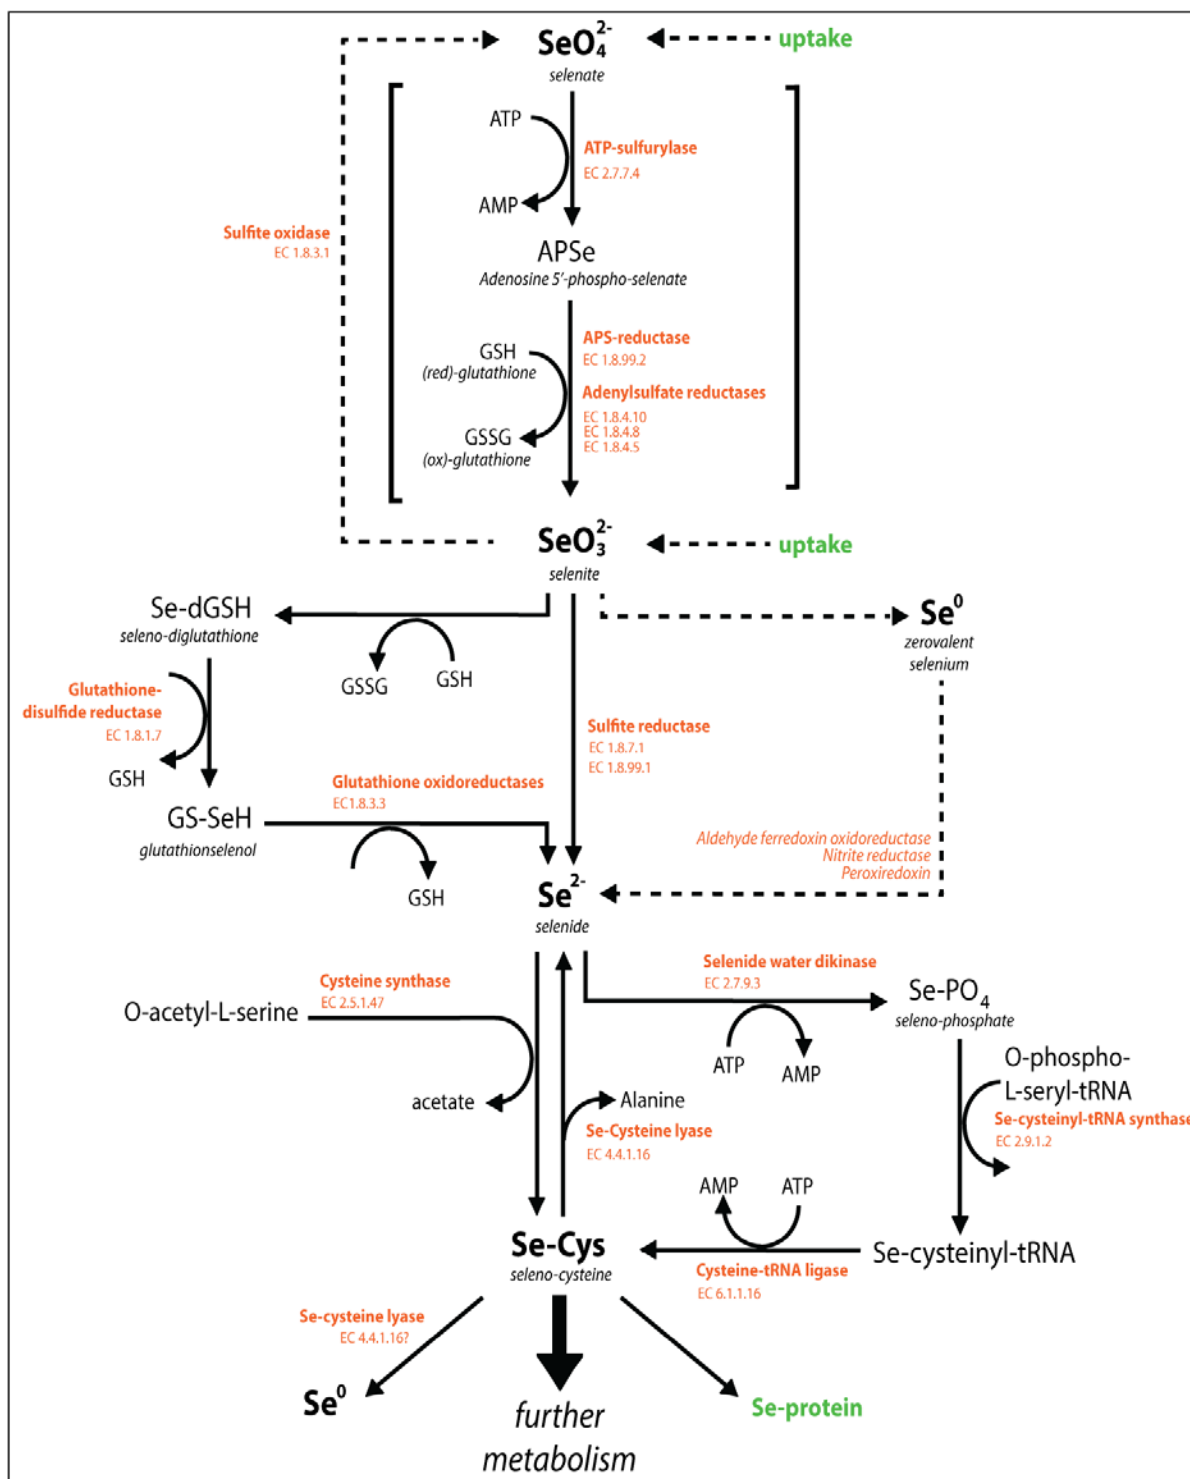 SeO₄²⁻
selenate
uptake
ATP
ATP-sulfurylase
EC 2.7.7.4
AMP
Sulfite oxidase
EC 1.8.3.1
APSe
Adenosine 5'-phospho-selenate
APS-reductase
EC 1.8.99.2
GSH
(red)-glutathione
Adenylsulfate reductases
EC 1.8.4.10
EC 1.8.4.8
EC 1.8.4.5
GSSG
(ox)-glutathione
SeO₃²⁻
selenite
uptake
Se-dGSH
seleno-diglutathione
Se⁰
zerovalent
selenium
GSSG
GSH
Glutathione-
disulfide reductase
EC 1.8.1.7
GSH
Sulfite reductase
EC 1.8.7.1
EC 1.8.99.1
Glutathione oxidoreductases
EC1.8.3.3
GS-SeH
glutathionselenol
GSH
Aldehyde ferredoxin oxidoreductase
Nitrite reductase
Peroxiredoxin
Se²⁻
selenide
Cysteine synthase
EC 2.5.1.47
O-acetyl-L-serine
acetate
Selenide water dikinase
EC 2.7.9.3
ATP
AMP
Se-PO₄
seleno-phosphate
O-phospho-
L-seryl-tRNA
Se-cysteinyl-tRNA synthase
EC 2.9.1.2
Alanine
Se-Cysteine lyase
EC 4.4.1.16
AMP
ATP
Se-Cys
seleno-cysteine
Se-cysteinyl-tRNA
Cysteine-tRNA ligase
EC 6.1.1.16
Se-cysteine lyase
EC 4.4.1.16?
Se⁰
further
metabolism
Se-protein